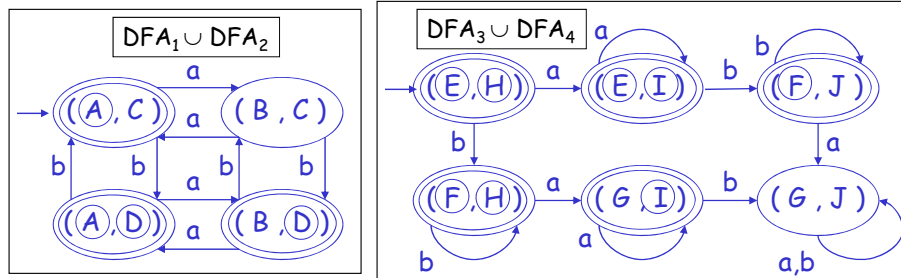 DFA₁ ∪ DFA₂
a
(A, C) (B, C)
a
b b b b
a
(A, D) (B, D)
a
DFA₃ ∪ DFA₄
a b
(E, H) a (E, I) b (F, J)
b a
(F, H) a (G, I) b (G, J)
b a a,b